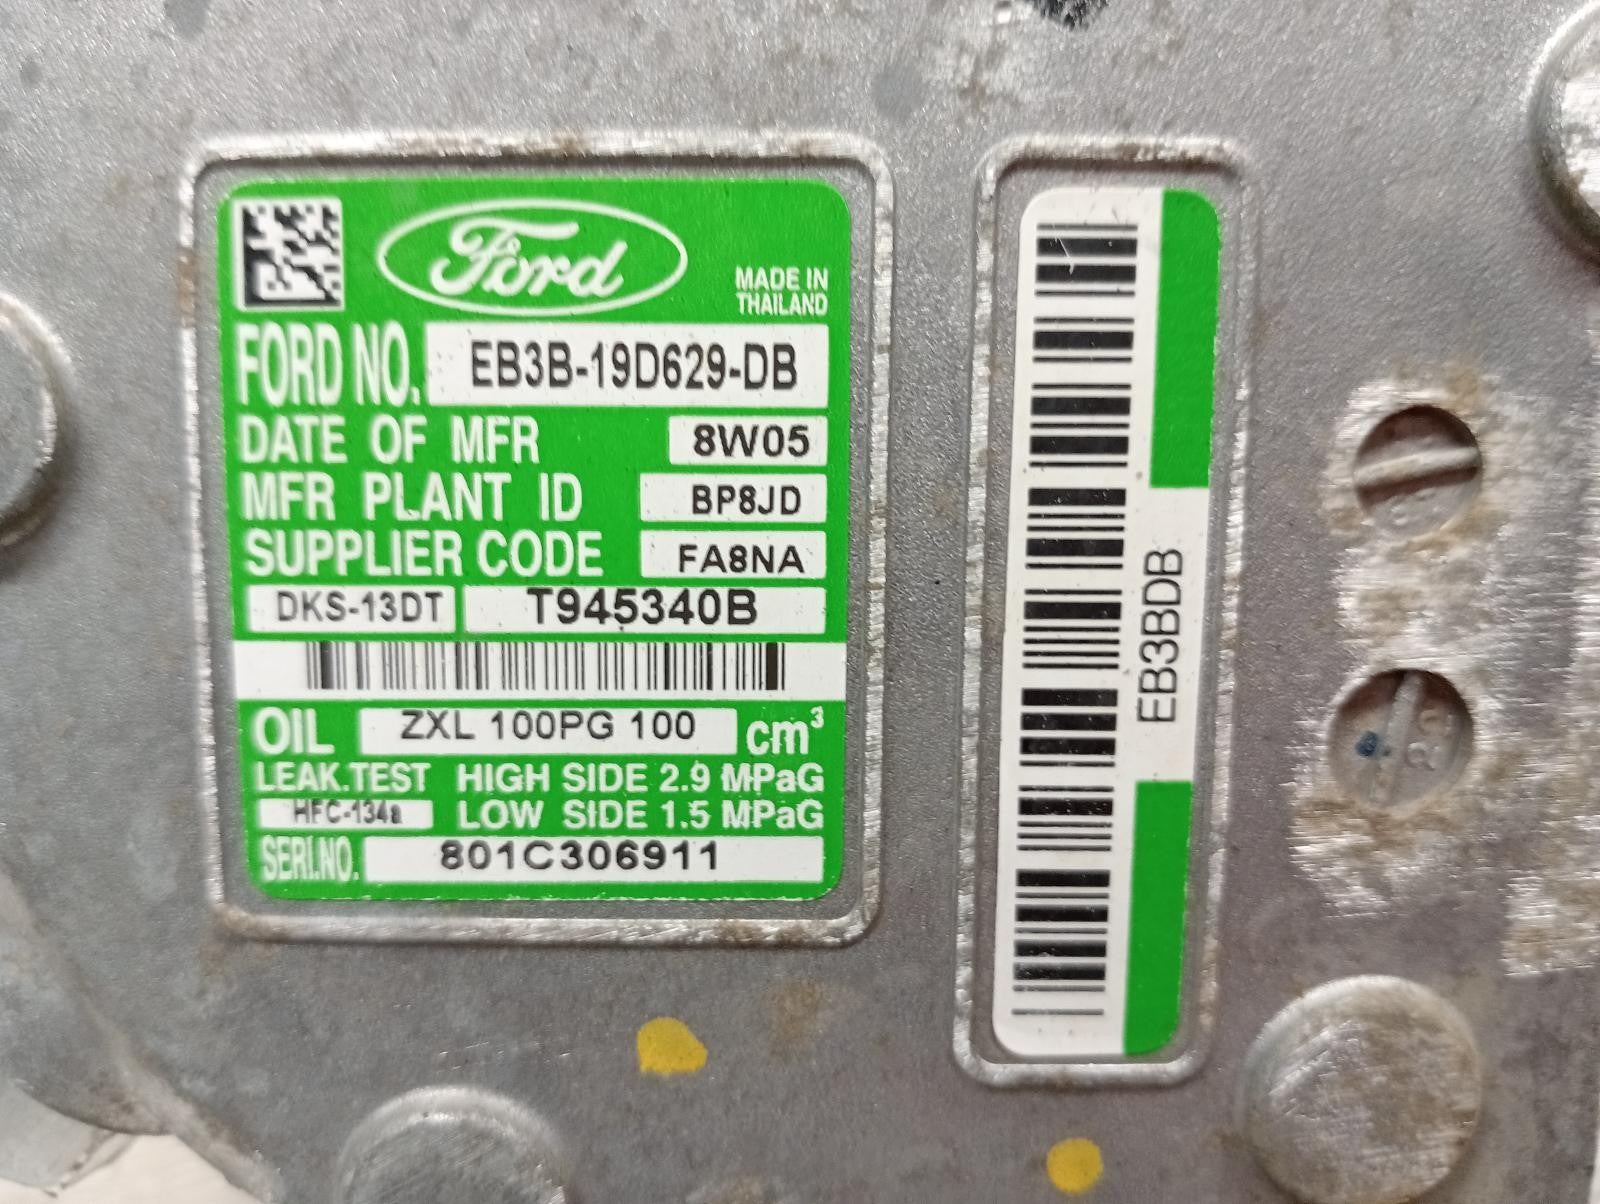 Ford
MADE IN
THAILAND
FORD NO. EB3B-19D629-DB
DATE OF MFR 8W05
MFR PLANT ID BP8JD
SUPPLIER CODE FA8NA
DKS-13DT T945340B
OIL ZXL 100PG 100 cm³
LEAK.TEST HIGH SIDE 2.9 MPaG
HFC-134a LOW SIDE 1.5 MPaG
SERI.NO. 801C306911
EB3BDB